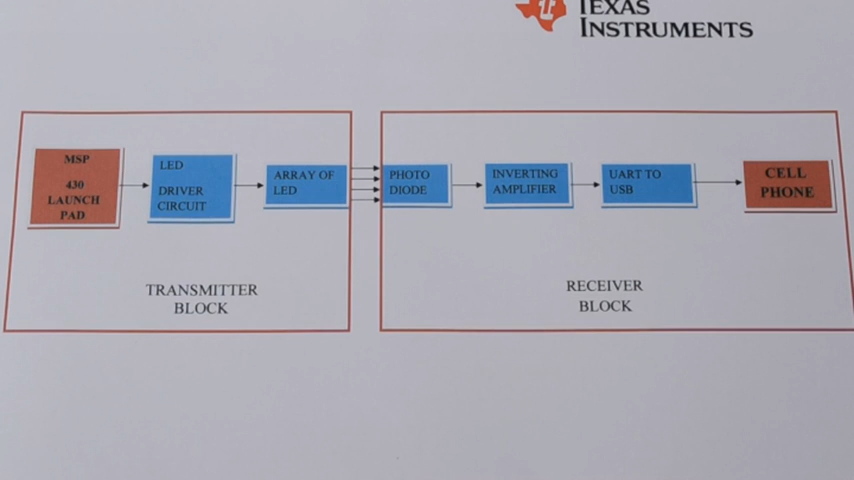 TEXAS
INSTRUMENTS
MSP
430
LAUNCH
PAD
LED
DRIVER
CIRCUIT
ARRAY OF
LED
PHOTO
DIODE
INVERTING
AMPLIFIER
UART TO
USB
CELL
PHONE
TRANSMITTER
BLOCK
RECEIVER
BLOCK